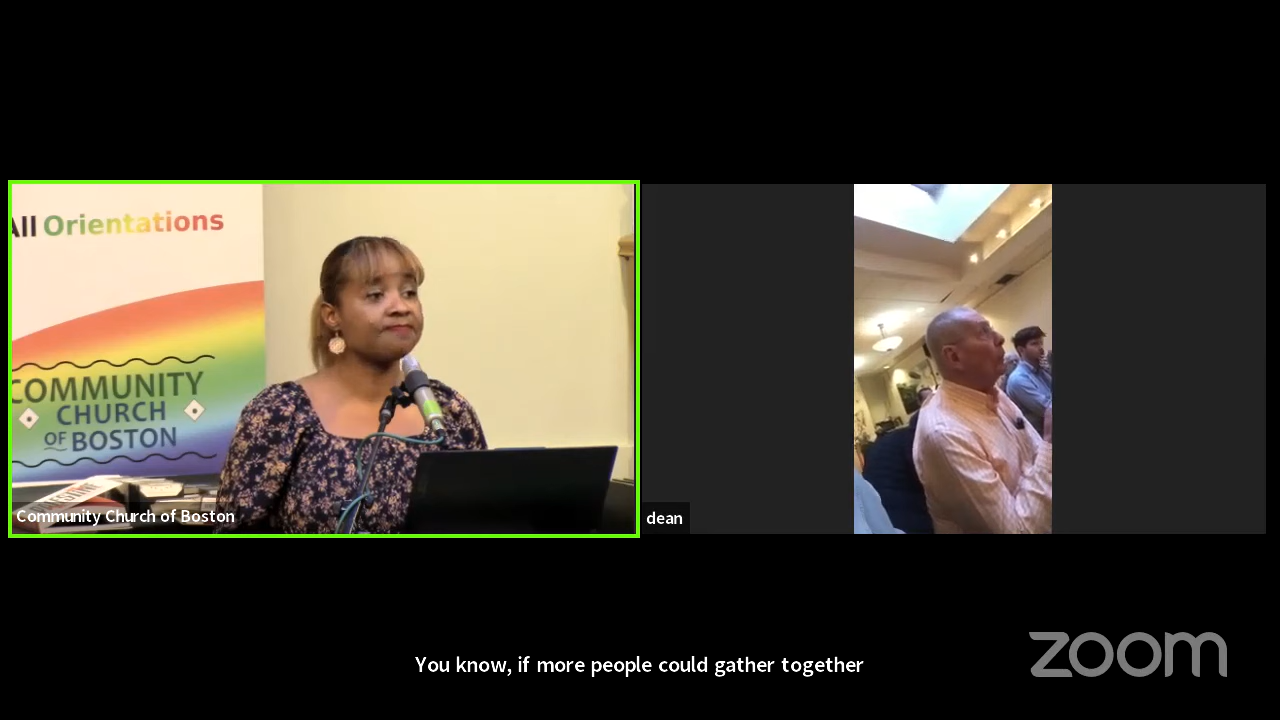 All Orientations
COMMUNITY
CHURCH
OF BOSTON
Community Church of Boston
dean
You know, if more people could gather together
zoom